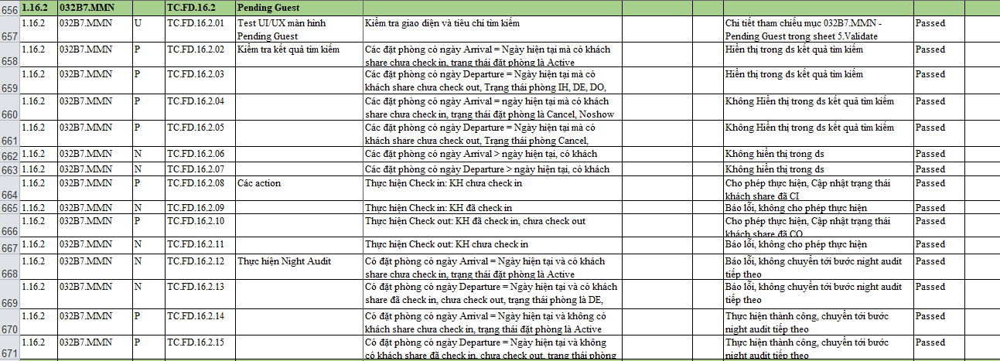 656 1.16.2 032B7.MMN TC.FD.16.2 Pending Guest
657 1.16.2 032B7.MMN U TC.FD.16.2.01 Test UI/UX màn hình Kiểm tra giao diện và tiêu chi tìm kiếm Chi tiết tham chiếu mục 032B7.MMN - Passed
Pending Guest Pending Guest trong sheet 5.Validate
658 1.16.2 032B7.MMN P TC.FD.16.2.02 Kiểm tra kết quả tìm kiếm Các đặt phòng có ngày Arrival = Ngày hiện tại mà có khách Hiển thị trong ds kết quả tìm kiếm Passed
share chưa check in, trạng thái đặt phòng là Active
659 1.16.2 032B7.MMN P TC.FD.16.2.03 Các đặt phòng có ngày Departure = Ngày hiện tại mà có Hiển thị trong ds kết quả tìm kiếm Passed
khách share chưa check out, Trạng thái phòng IH, DE, DO,
660 1.16.2 032B7.MMN P TC.FD.16.2.04 Các đặt phòng có ngày Arrival = ngày hiện tại mà có khách Không Hiển thị trong ds kết quả tìm kiếm Passed
share chưa check in, trạng thái đặt phòng là Cancel, Noshow
661 1.16.2 032B7.MMN P TC.FD.16.2.05 Các đặt phòng có ngày Departure = Ngày hiện tại mà có Không Hiển thị trong ds kết quả tìm kiếm Passed
khách share chưa check out, Trạng thái phòng Cancel,
662 1.16.2 032B7.MMN N TC.FD.16.2.06 Các đặt phòng có ngày Arrival > ngày hiện tại, có khách Không hiển thị trong ds Passed
663 1.16.2 032B7.MMN N TC.FD.16.2.07 Các đặt phòng có ngày Departure > ngày hiện tại, có khách Không hiển thị trong ds Passed
664 1.16.2 032B7.MMN P TC.FD.16.2.08 Các action Thực hiện Check in: KH chưa check in Cho phép thực hiện, Cập nhật trạng thái Passed
khách share đã CI
665 1.16.2 032B7.MMN N TC.FD.16.2.09 Thực hiện Check in: KH đã check in Báo lỗi, không cho phép thực hiện Passed
666 1.16.2 032B7.MMN P TC.FD.16.2.10 Thực hiện Check out: KH đã check in, chưa check out Cho phép thực hiện, Cập nhật trạng thái Passed
khách share đã CO
667 1.16.2 032B7.MMN N TC.FD.16.2.11 Thực hiện Check out: KH chưa check in Báo lỗi, không cho phép thực hiện Passed
668 1.16.2 032B7.MMN N TC.FD.16.2.12 Thực hiện Night Audit Có đặt phòng có ngày Arrival = Ngày hiện tại và có khách Báo lỗi, không chuyển tới bước night audit Passed
share chưa check in, trạng thái đặt phòng là Active tiếp theo
669 1.16.2 032B7.MMN N TC.FD.16.2.13 Có đặt phòng có ngày Departure = Ngày hiện tại và có khách Báo lỗi, không chuyển tới bước night audit Passed
share đã check in, chưa check out, trạng thái phòng là DE, tiếp theo
670 1.16.2 032B7.MMN P TC.FD.16.2.14 Có đặt phòng có ngày Arrival = Ngày hiện tại và không có Thực hiện thành công, chuyển tới bước Passed
khách share chưa check in, trạng thái đặt phòng là Active night audit tiếp theo
671 1.16.2 032B7.MMN P TC.FD.16.2.15 Có đặt phòng có ngày Departure = Ngày hiện tại và không Thực hiện thành công, chuyển tới bước Passed
có khách share đã check in, chưa check out, trạng thái phòng night audit tiếp theo